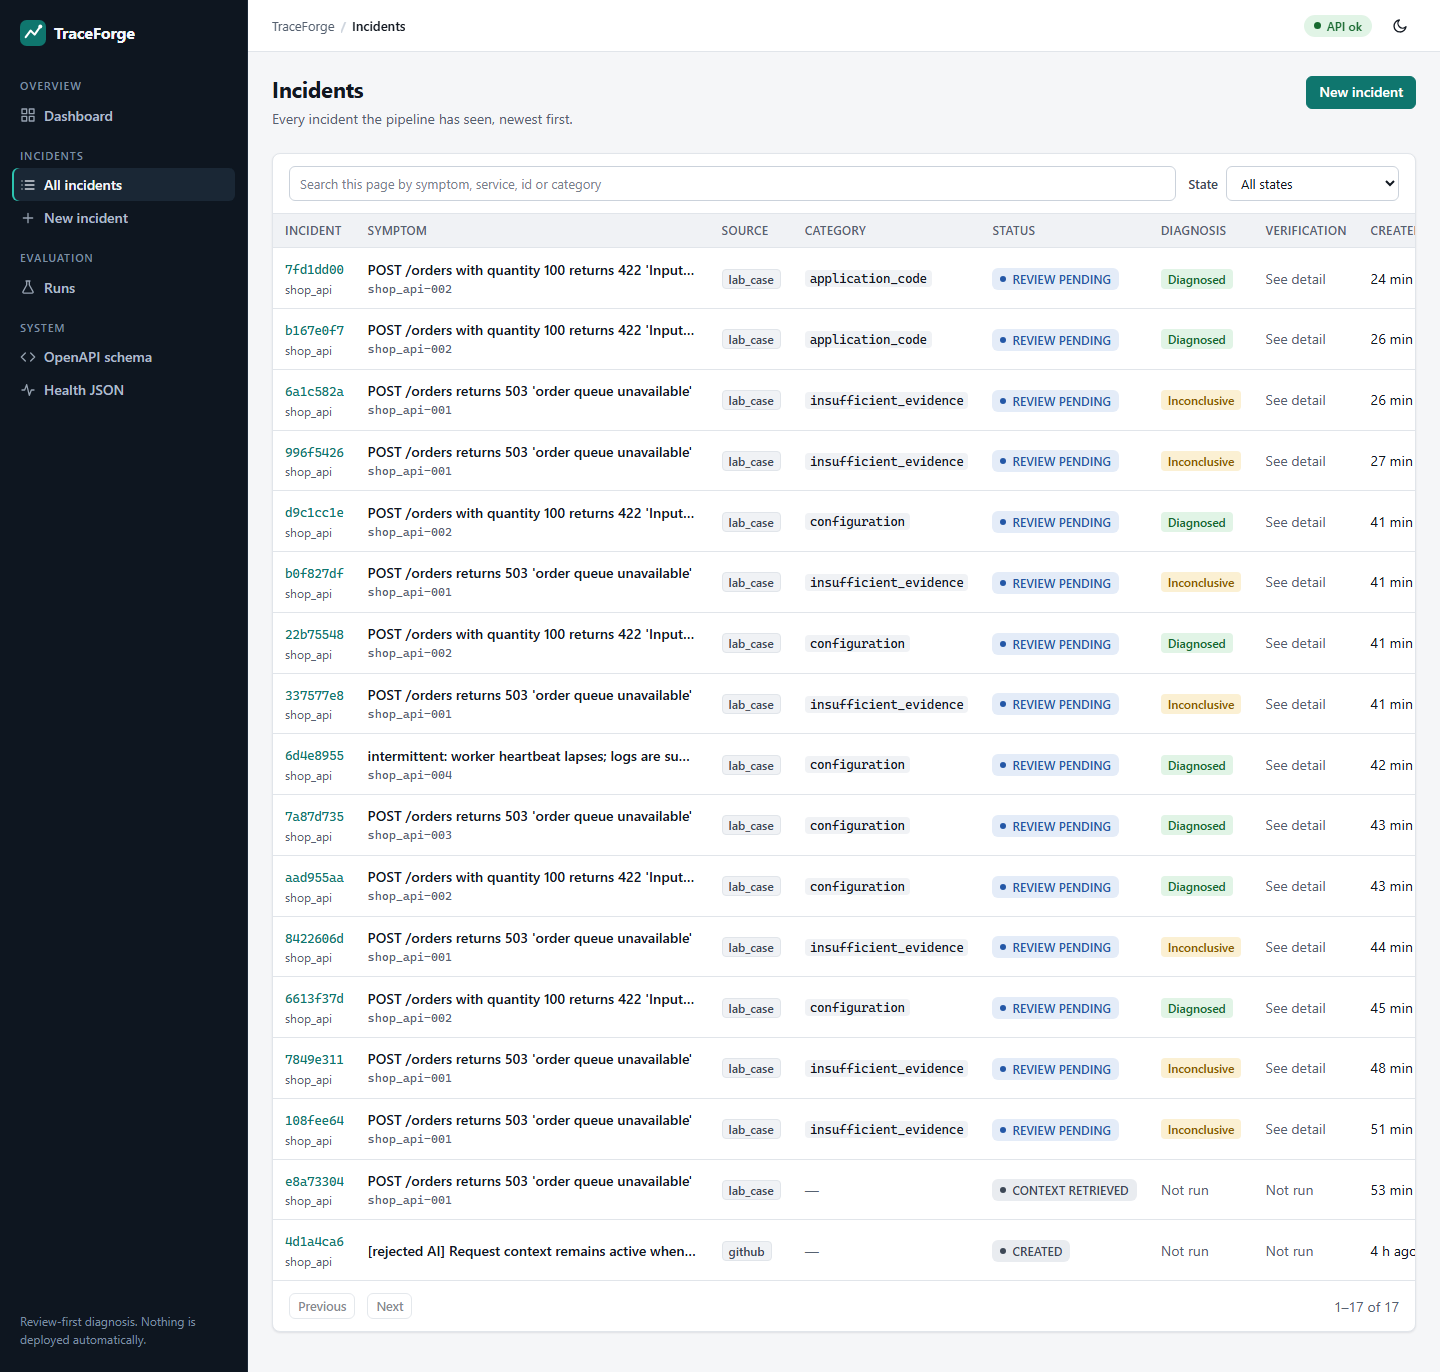 TraceForge
OVERVIEW
Dashboard
INCIDENTS
All incidents
New incident
EVALUATION
Runs
SYSTEM
OpenAPI schema
Health JSON
Review-first diagnosis. Nothing is
deployed automatically.
TraceForge / Incidents
API ok
Incidents
New incident
Every incident the pipeline has seen, newest first.
Search this page by symptom, service, id or category
State
All states
INCIDENT SYMPTOM SOURCE CATEGORY STATUS DIAGNOSIS VERIFICATION CREATE
7fd1dd00 POST /orders with quantity 100 returns 422 'Input... lab_case application_code REVIEW PENDING Diagnosed See detail 24 min
shop_api shop_api-002
b167e0f7 POST /orders with quantity 100 returns 422 'Input... lab_case application_code REVIEW PENDING Diagnosed See detail 26 min
shop_api shop_api-002
6a1c582a POST /orders returns 503 'order queue unavailable' lab_case insufficient_evidence REVIEW PENDING Inconclusive See detail 26 min
shop_api shop_api-001
996f5426 POST /orders returns 503 'order queue unavailable' lab_case insufficient_evidence REVIEW PENDING Inconclusive See detail 27 min
shop_api shop_api-001
d9c1cc1e POST /orders with quantity 100 returns 422 'Input... lab_case configuration REVIEW PENDING Diagnosed See detail 41 min
shop_api shop_api-002
b0f827df POST /orders returns 503 'order queue unavailable' lab_case insufficient_evidence REVIEW PENDING Inconclusive See detail 41 min
shop_api shop_api-001
22b75548 POST /orders with quantity 100 returns 422 'Input... lab_case configuration REVIEW PENDING Diagnosed See detail 41 min
shop_api shop_api-002
337577e8 POST /orders returns 503 'order queue unavailable' lab_case insufficient_evidence REVIEW PENDING Inconclusive See detail 41 min
shop_api shop_api-001
6d4e8955 intermittent: worker heartbeat lapses; logs are su... lab_case configuration REVIEW PENDING Diagnosed See detail 42 min
shop_api shop_api-004
7a87d735 POST /orders returns 503 'order queue unavailable' lab_case configuration REVIEW PENDING Diagnosed See detail 43 min
shop_api shop_api-003
aad955aa POST /orders with quantity 100 returns 422 'Input... lab_case configuration REVIEW PENDING Diagnosed See detail 43 min
shop_api shop_api-002
8422606d POST /orders returns 503 'order queue unavailable' lab_case insufficient_evidence REVIEW PENDING Inconclusive See detail 44 min
shop_api shop_api-001
6613f37d POST /orders with quantity 100 returns 422 'Input... lab_case configuration REVIEW PENDING Diagnosed See detail 45 min
shop_api shop_api-002
7849e311 POST /orders returns 503 'order queue unavailable' lab_case insufficient_evidence REVIEW PENDING Inconclusive See detail 48 min
shop_api shop_api-001
108fee64 POST /orders returns 503 'order queue unavailable' lab_case insufficient_evidence REVIEW PENDING Inconclusive See detail 51 min
shop_api shop_api-001
e8a73304 POST /orders returns 503 'order queue unavailable' lab_case — CONTEXT RETRIEVED Not run Not run 53 min
shop_api shop_api-001
4d1a4ca6 [rejected AI] Request context remains active when... github — CREATED Not run Not run 4 h ago
shop_api
Previous Next 1–17 of 17